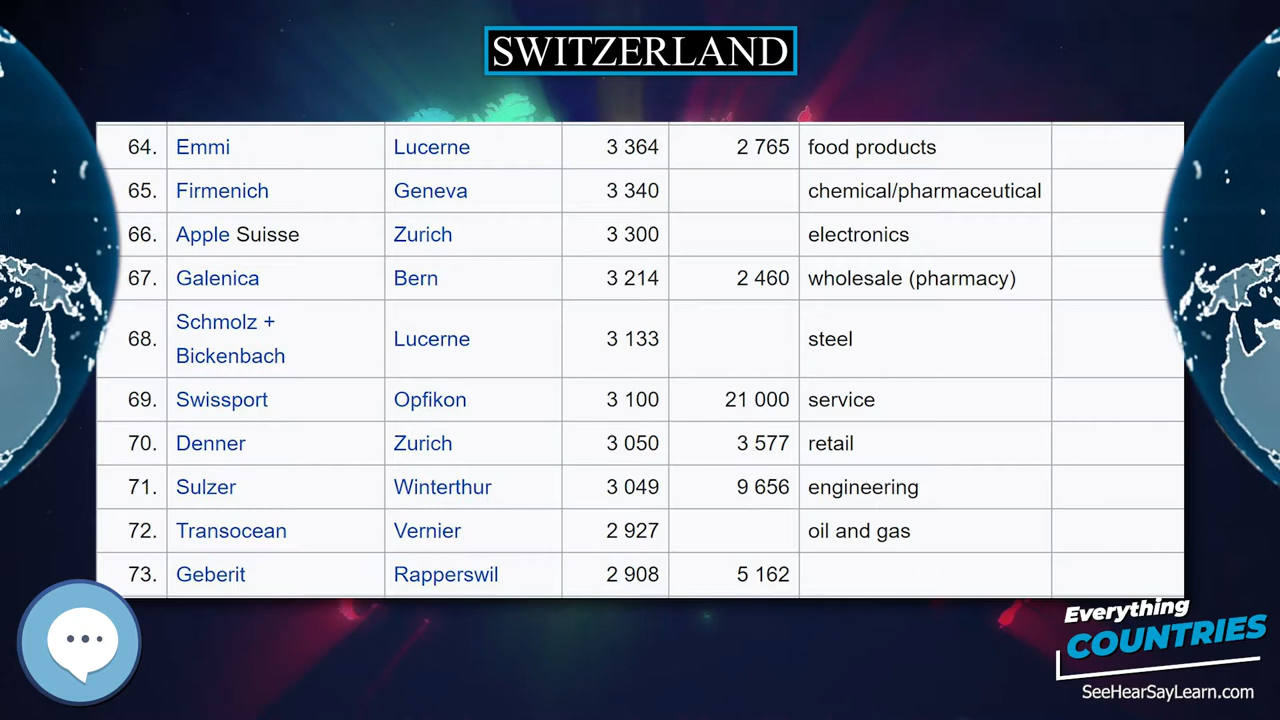 SWITZERLAND
64. Emmi Lucerne 3 364 2 765 food products
65. Firmenich Geneva 3 340 chemical/pharmaceutical
66. Apple Suisse Zurich 3 300 electronics
67. Galenica Bern 3 214 2 460 wholesale (pharmacy)
68. Schmolz + Bickenbach Lucerne 3 133 steel
69. Swissport Opfikon 3 100 21 000 service
70. Denner Zurich 3 050 3 577 retail
71. Sulzer Winterthur 3 049 9 656 engineering
72. Transocean Vernier 2 927 oil and gas
73. Geberit Rapperswil 2 908 5 162
Everything
COUNTRIES
SeeHearSayLearn.com